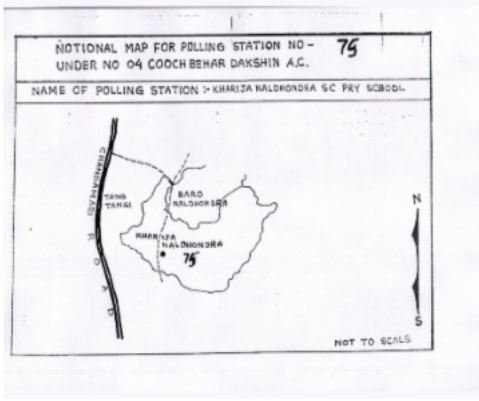 NOTIONAL MAP FOR POLLING STATION NO- 75
UNDER NO 04 COOCH BEHAR DAKSHIN A.C.
NAME OF POLLING STATION :- KHARIJA NALDHONDRA SC PRY SCHOOL
CHANDAMARI ROAD
TAING
TANGI
BARO
NALDHONDRA
KHARIJA
NALDHONDRA
75
N
S
NOT TO SCALE